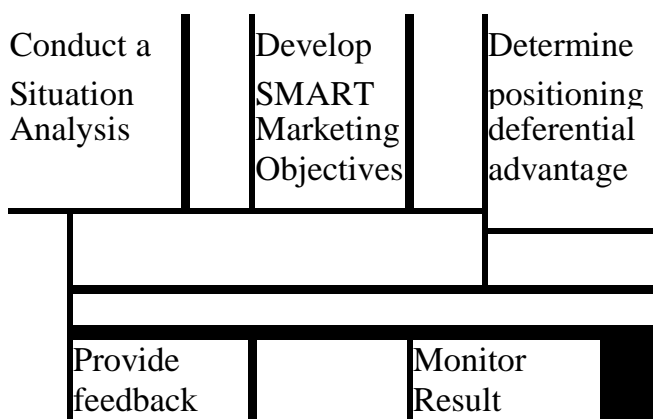 Conduct a
Situation
Analysis
Develop
SMART
Marketing
Objectives
Determine
positioning
deferential
advantage
Provide
feedback
Monitor
Result